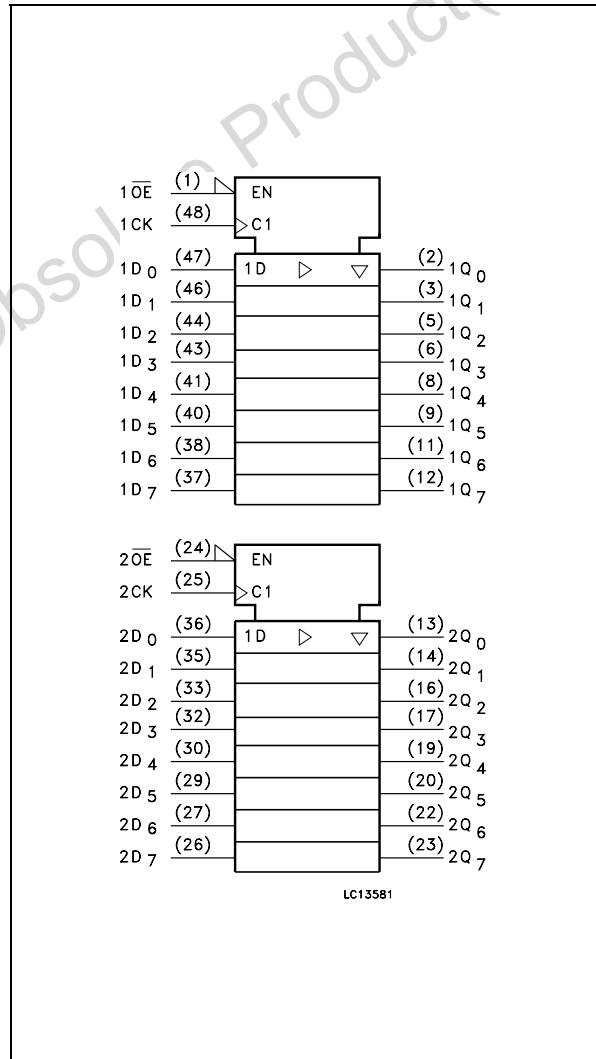 Obsolete Product(
1OE (1) EN
1CK (48) C1
1D0 (47) 1D (2) 1Q0
1D1 (46) (3) 1Q1
1D2 (44) (5) 1Q2
1D3 (43) (6) 1Q3
1D4 (41) (8) 1Q4
1D5 (40) (9) 1Q5
1D6 (38) (11) 1Q6
1D7 (37) (12) 1Q7
2OE (24) EN
2CK (25) C1
2D0 (36) 1D (13) 2Q0
2D1 (35) (14) 2Q1
2D2 (33) (16) 2Q2
2D3 (32) (17) 2Q3
2D4 (30) (19) 2Q4
2D5 (29) (20) 2Q5
2D6 (27) (22) 2Q6
2D7 (26) (23) 2Q7
LC13581